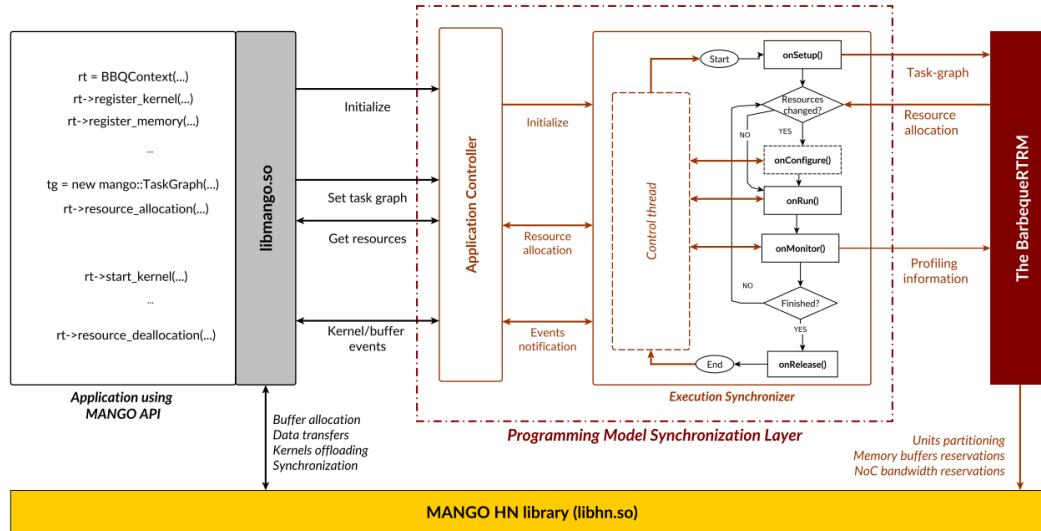 rt = BBQContext(...)
rt->register_kernel(...)
rt->register_memory(...)
...
tg = new mango::TaskGraph(...)
rt->resource_allocation(...)
rt->start_kernel(...)
...
rt->resource_deallocation(...)
Application using
MANGO API
libmango.so
Initialize
Set task graph
Get resources
Kernel/buffer
events
Buffer allocation
Data transfers
Kernels offloading
Synchronization
Application Controller
Initialize
Resource
allocation
Events
notification
Control thread
Start
onSetup()
Resources
changed?
NO
YES
onConfigure()
onRun()
onMonitor()
NO
Finished?
YES
End
onRelease()
Execution Synchronizer
Programming Model Synchronization Layer
Task-graph
Resource
allocation
Profiling
information
The BarbequeRTRM
Units partitioning
Memory buffers reservations
NoC bandwidth reservations
MANGO HN library (libhn.so)